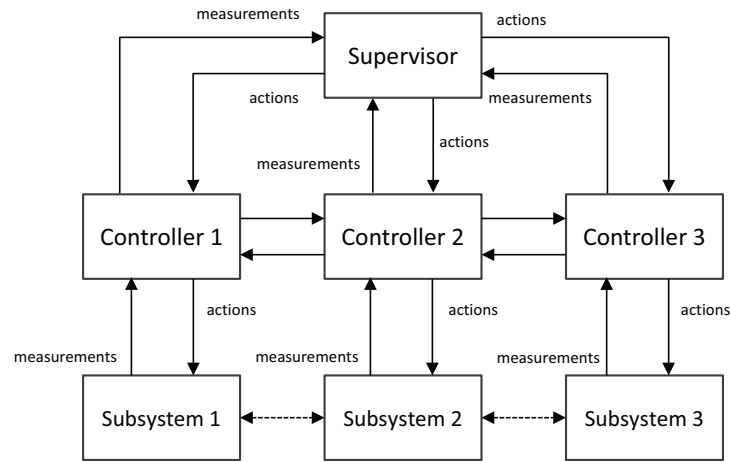 measurements
actions
Supervisor
actions
measurements
actions
measurements
Controller 1
Controller 2
Controller 3
actions
actions
actions
measurements
measurements
measurements
Subsystem 1
Subsystem 2
Subsystem 3